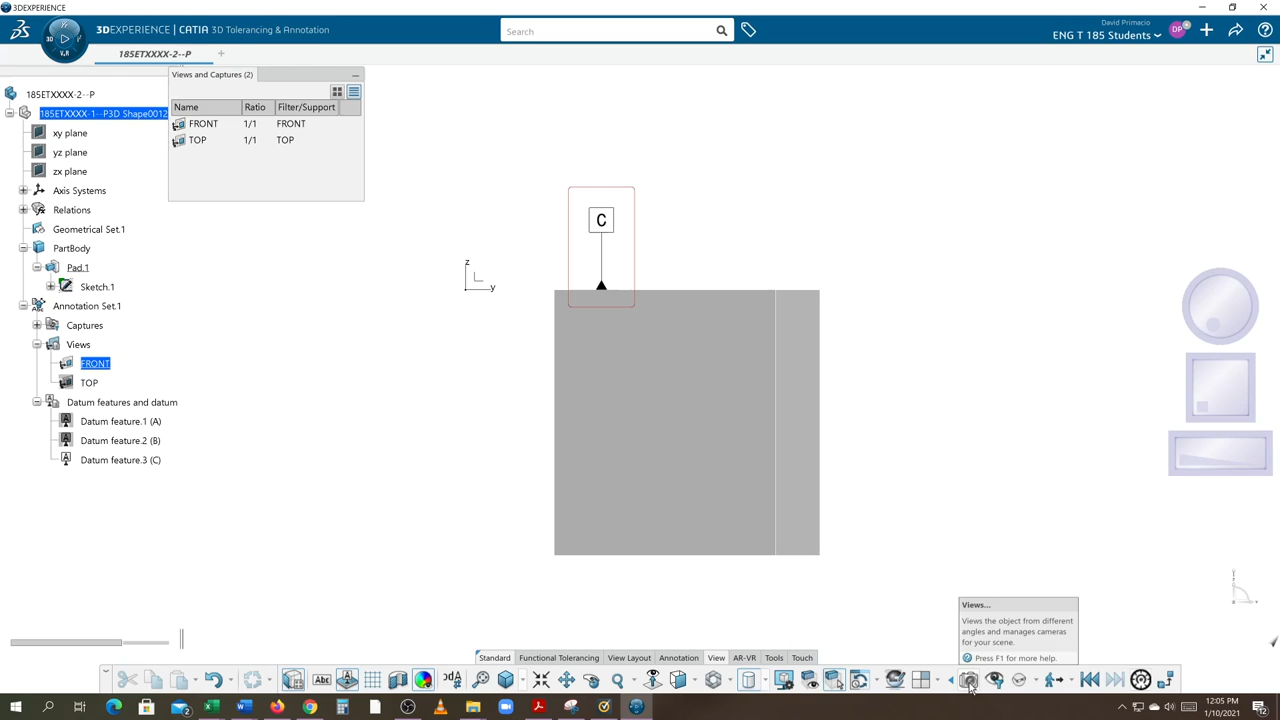 3DEXPERIENCE
3DEXPERIENCE | CATIA 3D Tolerancing & Annotation
Search
David Primacio
ENG T 185 Students
DP
3D
V.R
185ETXXXX-2--P
Views and Captures (2)
Name Ratio Filter/Support
FRONT 1/1 FRONT
TOP 1/1 TOP
185ETXXXX-2--P
185ETXXXX-1--P3D Shape0012
xy plane
yz plane
zx plane
Axis Systems
Relations
Geometrical Set.1
PartBody
Pad.1
Sketch.1
Annotation Set.1
Captures
Views
FRONT
TOP
Datum features and datum
Datum feature.1 (A)
Datum feature.2 (B)
Datum feature.3 (C)
C
z
y
Views...
Views the object from different
angles and manages cameras
for your scene.
Press F1 for more help.
Standard Functional Tolerancing View Layout Annotation View AR-VR Tools Touch
Abc
12:05 PM
1/10/2021